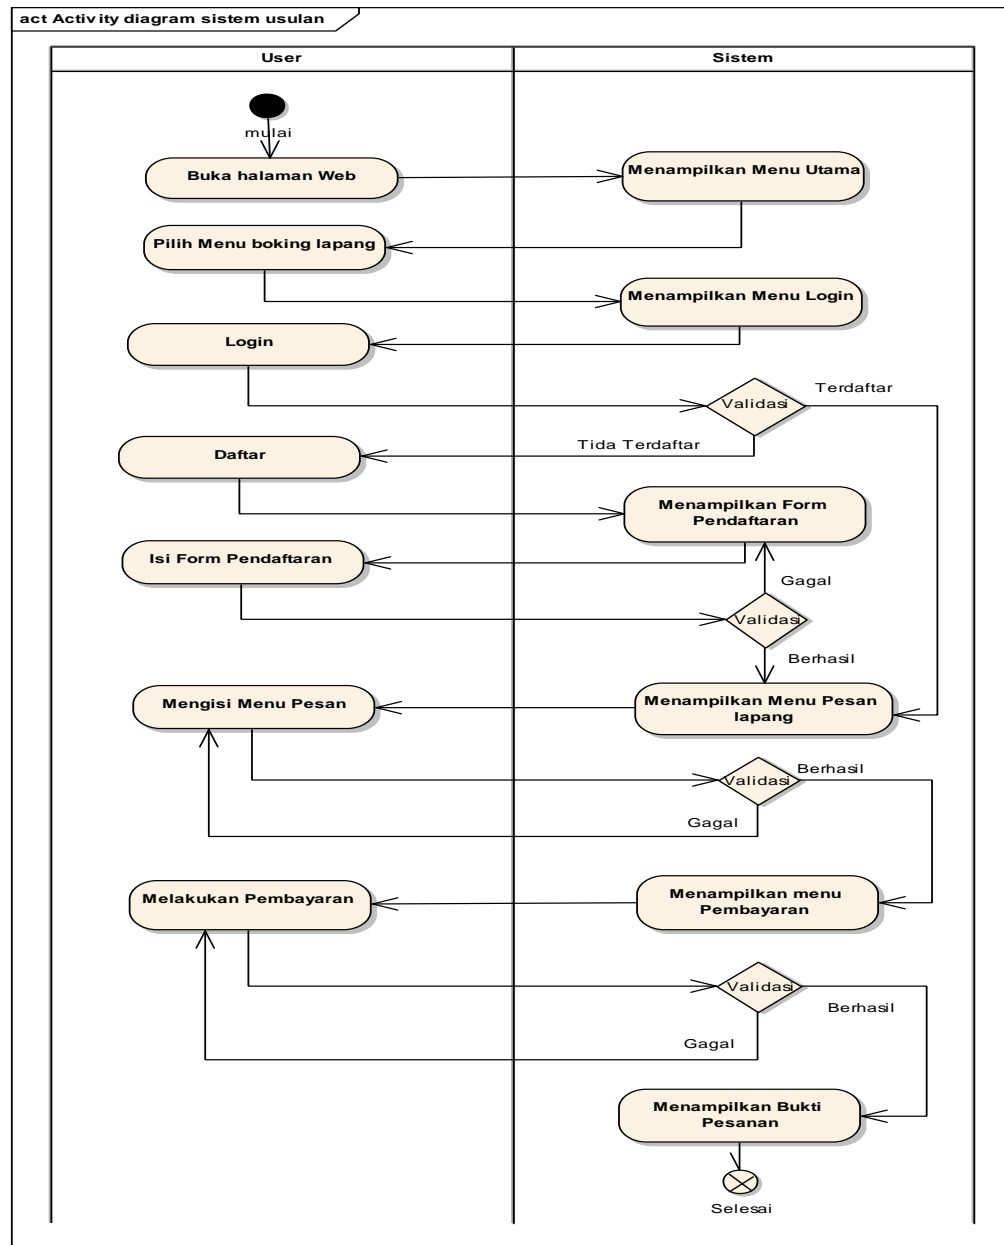 act Activity diagram sistem usulan
User
Sistem
mulai
Buka halaman Web
Menampilkan Menu Utama
Pilih Menu boking lapang
Menampilkan Menu Login
Login
Validasi
Terdaftar
Tida Terdaftar
Daftar
Menampilkan Form
Pendaftaran
Isi Form Pendaftaran
Gagal
Validasi
Berhasil
Mengisi Menu Pesan
Menampilkan Menu Pesan
lapang
Validasi
Berhasil
Gagal
Melakukan Pembayaran
Menampilkan menu
Pembayaran
Validasi
Berhasil
Gagal
Menampilkan Bukti
Pesanan
Selesai